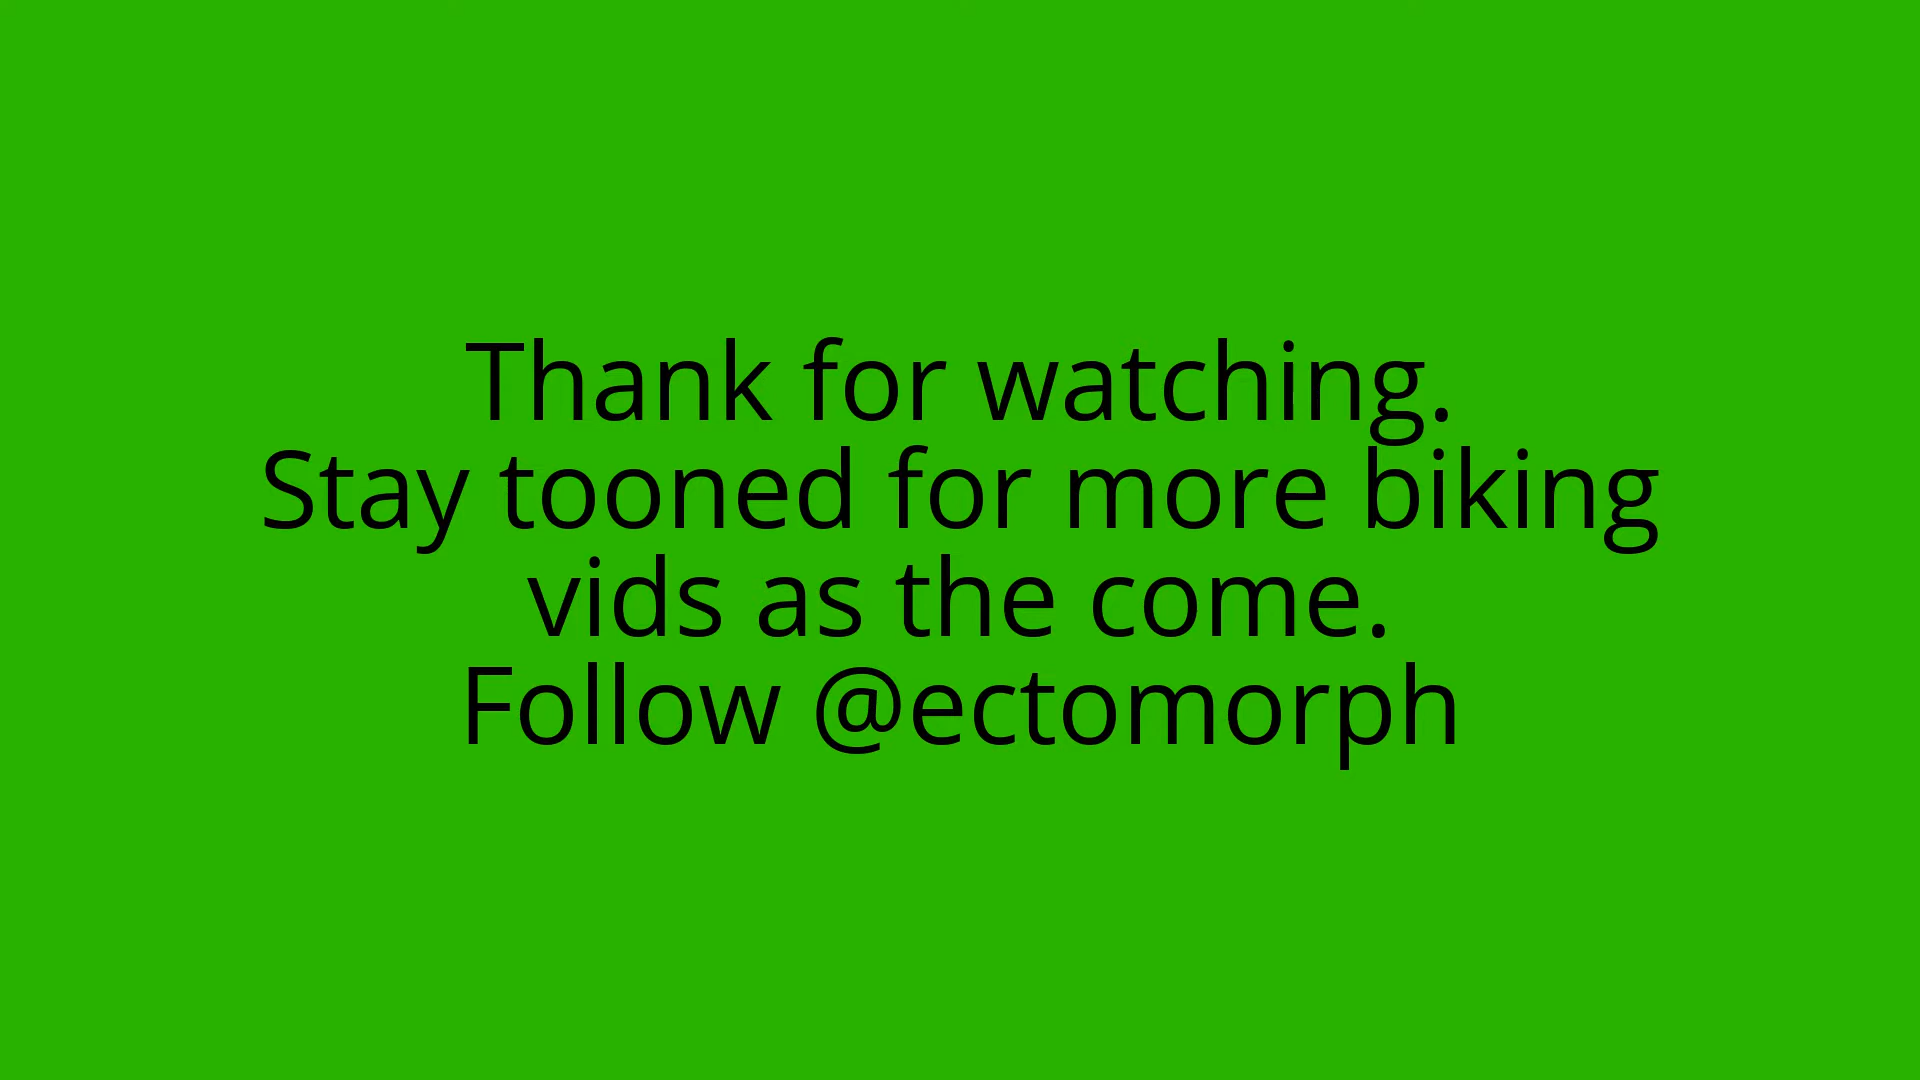 Thank for watching.
Stay tooned for more biking
vids as the come.
Follow @ectomorph